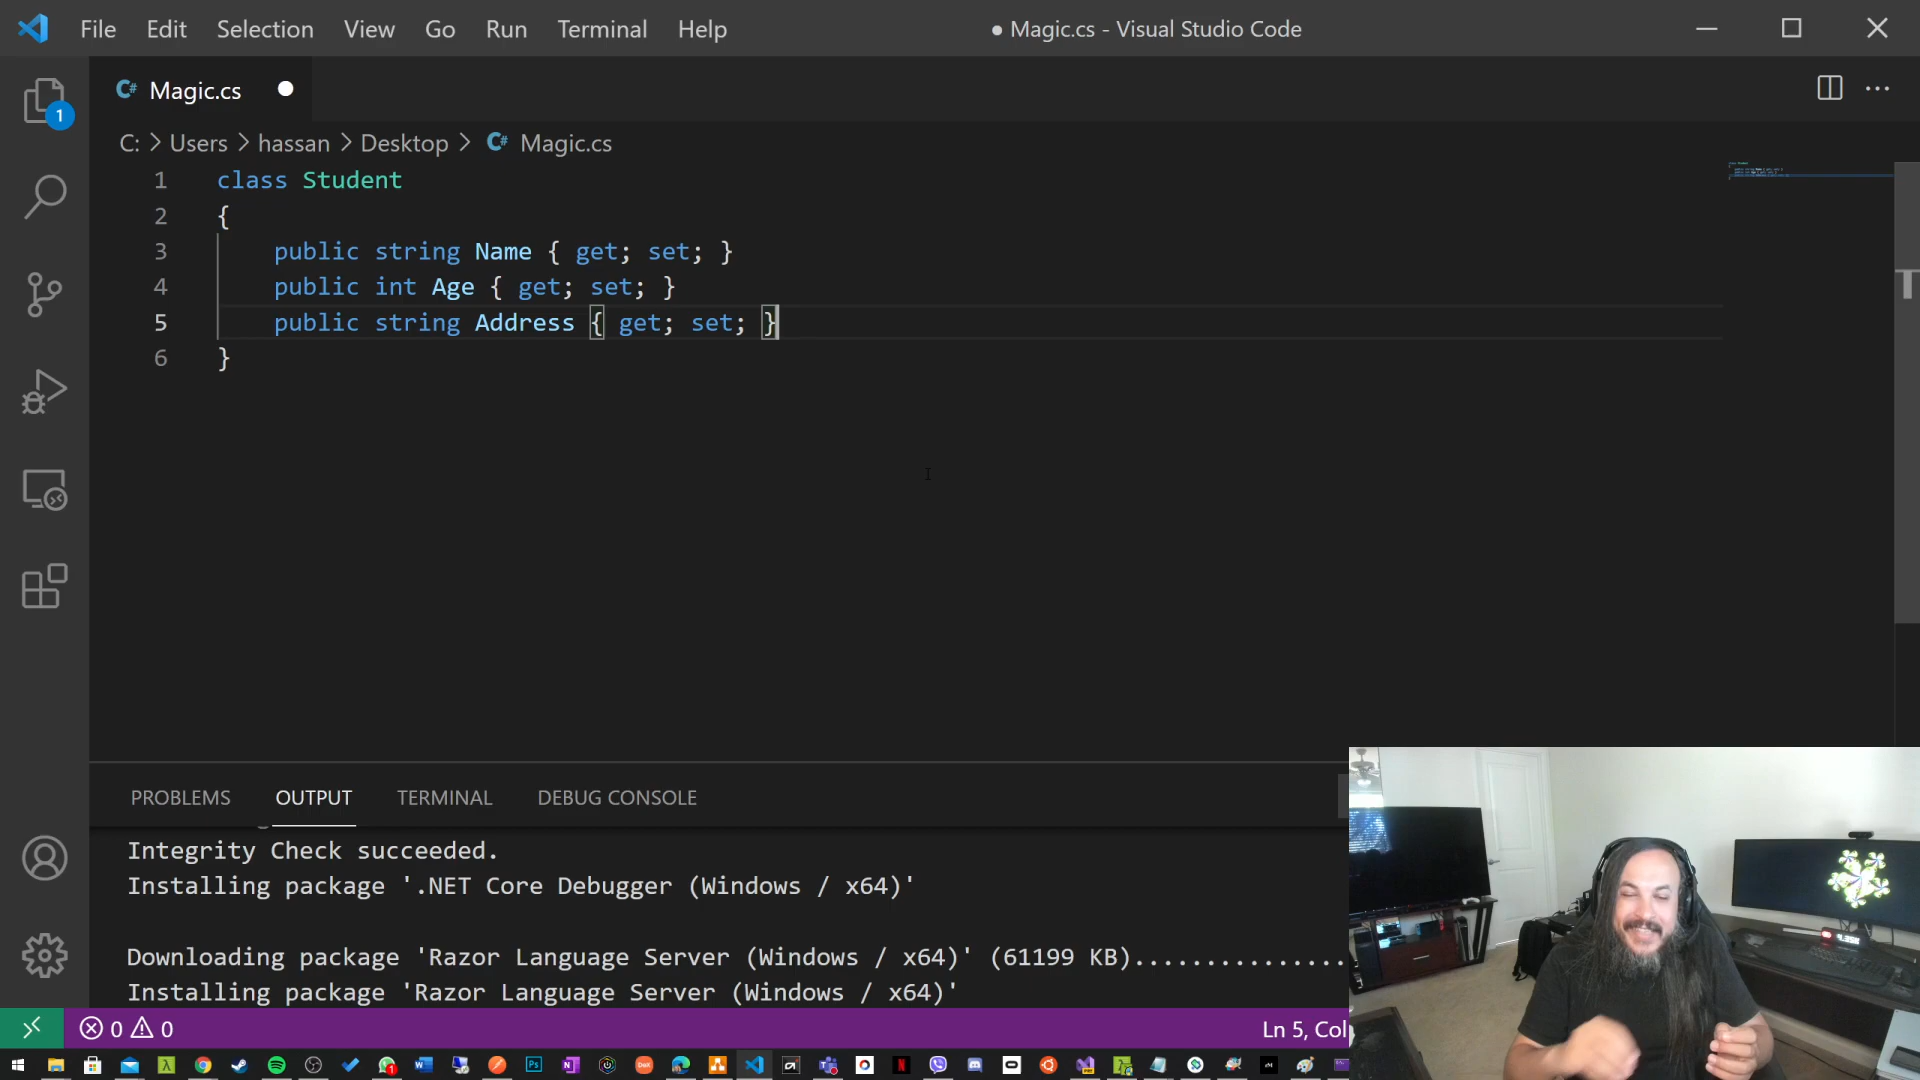 File Edit Selection View Go Run Terminal Help
● Magic.cs - Visual Studio Code
Magic.cs
1
C: > Users > hassan > Desktop > Magic.cs
1 class Student
2 {
3 public string Name { get; set; }
4 public int Age { get; set; }
5 public string Address { get; set; }
6 }
PROBLEMS OUTPUT TERMINAL DEBUG CONSOLE
Integrity Check succeeded.
Installing package '.NET Core Debugger (Windows / x64)'
Downloading package 'Razor Language Server (Windows / x64)' (61199 KB)...............
Installing package 'Razor Language Server (Windows / x64)'
0 0
Ln 5, Col